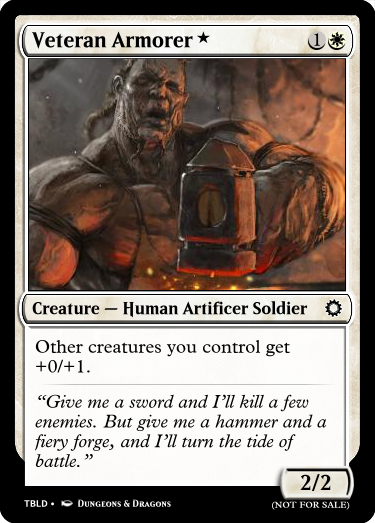 Veteran Armorer ★ 1
Creature — Human Artificer Soldier
Other creatures you control get
+0/+1.
“Give me a sword and I’ll kill a few
enemies. But give me a hammer and a
fiery forge, and I’ll turn the tide of
battle.”
2/2
TBLD • Dungeons & Dragons
(NOT FOR SALE)